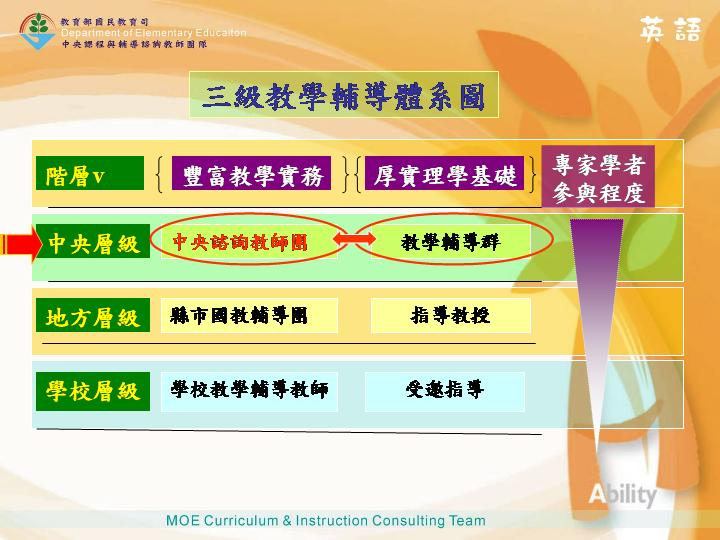 教育部國民教育司
Department of Elementary Educaiton
中央課程與輔導諮詢教師團隊
英語
三級教學輔導體系圖
階層v
豐富教學實務
厚實理學基礎
專家學者
參與程度
中央層級
中央諮詢教師團
教學輔導群
地方層級
縣市國教輔導團
指導教授
學校層級
學校教學輔導教師
受邀指導
Ability
MOE Curriculum & Instruction Consulting Team